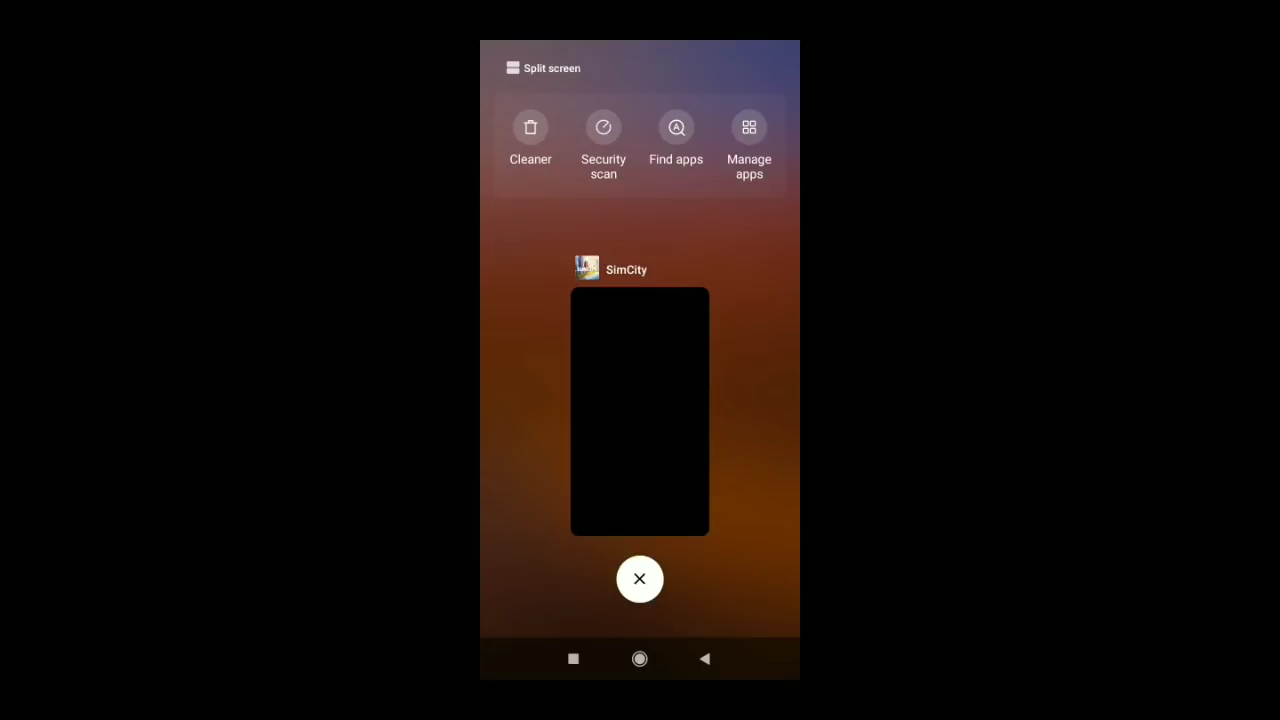 Split screen
Cleaner
Security
scan
Find apps
Manage
apps
SimCity